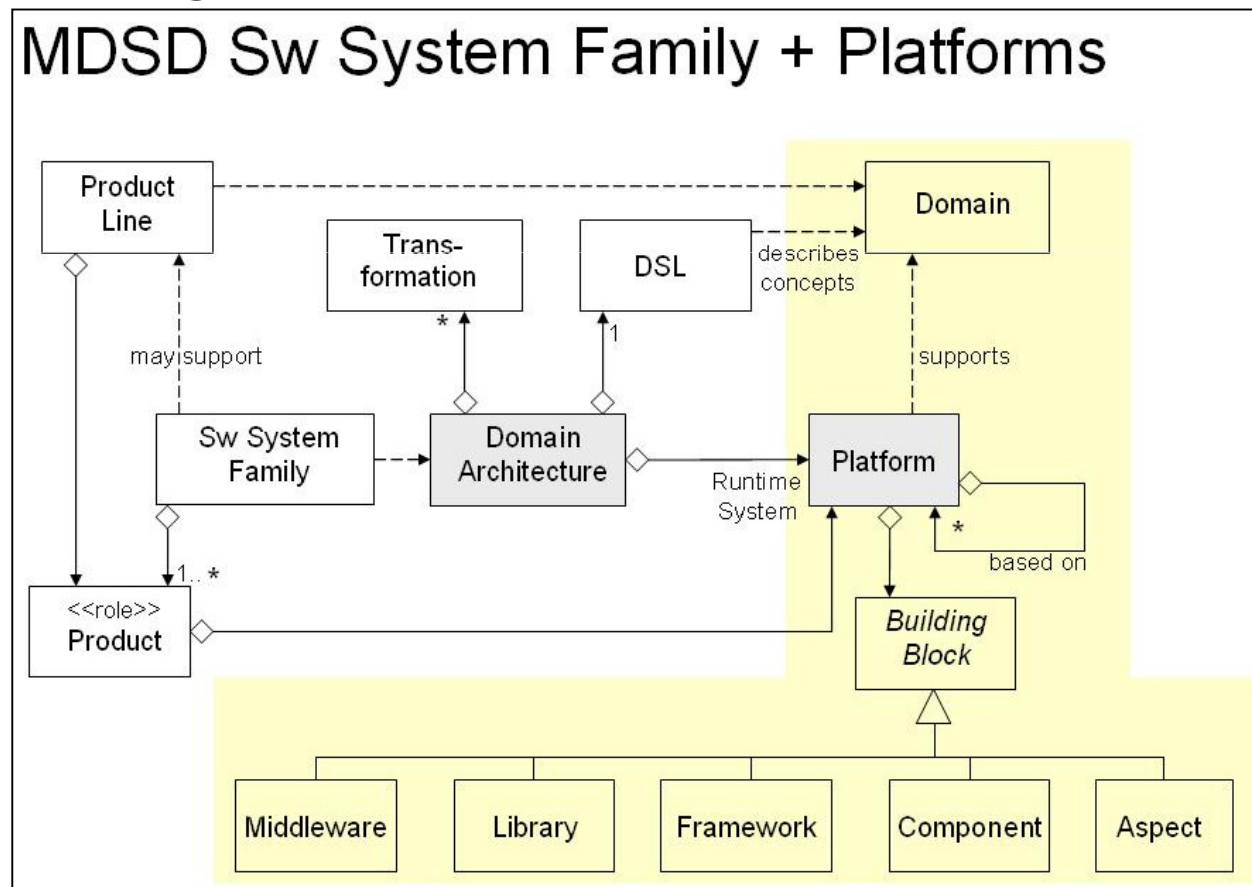 MDSD Sw System Family + Platforms
Product
Line
Domain
Trans-
formation
DSL
describes
concepts
*
1
may support
supports
Sw System
Family
Domain
Architecture
Platform
Runtime
System
*
based on
1.. *
<<role>>
Product
Building
Block
Middleware
Library
Framework
Component
Aspect